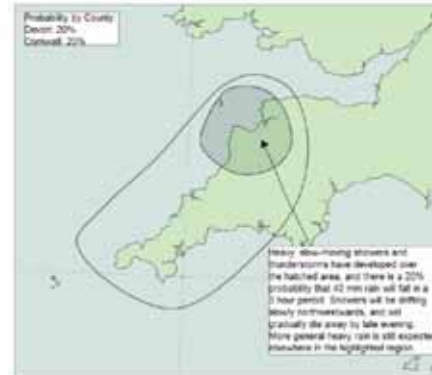 Probability by County
Devon: 20%
Cornwall: 20%
Heavy, slow-moving showers and
thunderstorms have developed over
the hatched area, and there is a 20%
probability that 40 mm rain will fall in a
3 hour period. Showers will be drifting
slowly northwestwards, and will
gradually die away by late evening.
More general heavy rain is still expected
elsewhere in the highlighted region.